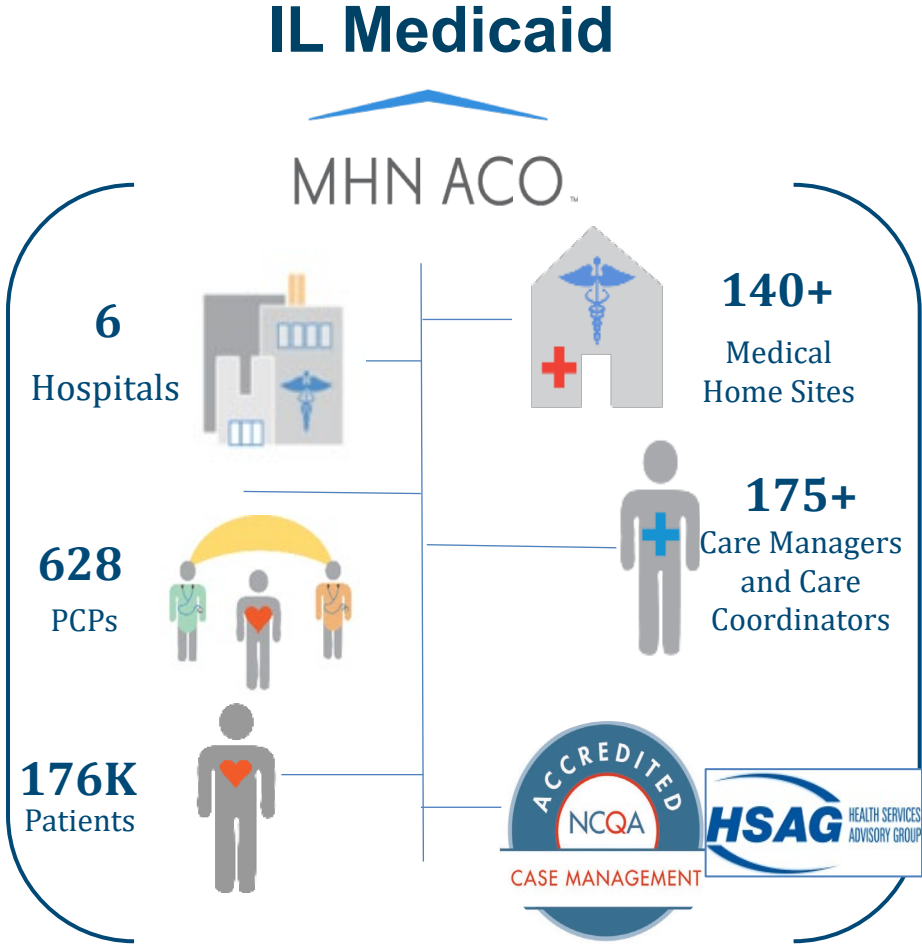 IL Medicaid
MHN ACO™
6
Hospitals
140+
Medical
Home Sites
628
PCPs
175+
Care Managers
and Care
Coordinators
176K
Patients
ACCREDITED
NCQA
CASE MANAGEMENT
HSAG
HEALTH SERVICES
ADVISORY GROUP